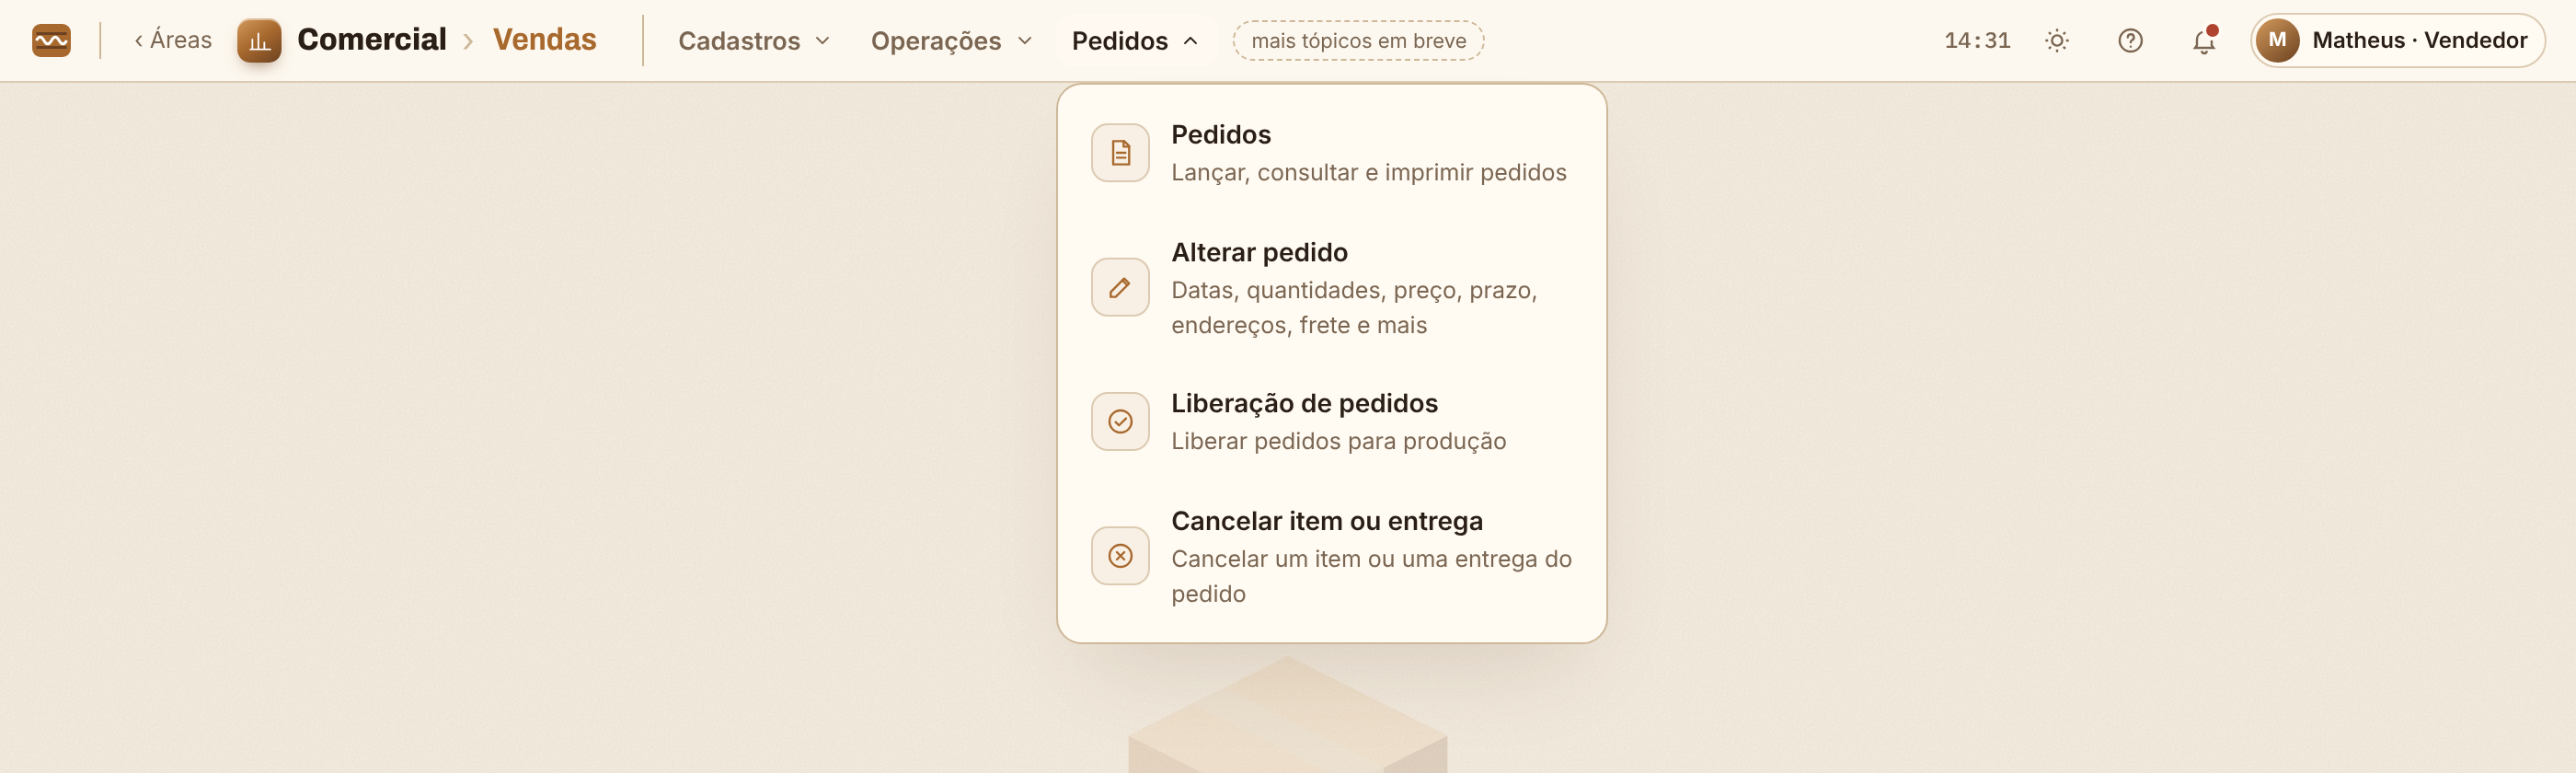 ‹ Áreas
Comercial › Vendas
Cadastros
Operações
Pedidos
mais tópicos em breve
14:31
M
Matheus · Vendedor
Pedidos
Lançar, consultar e imprimir pedidos
Alterar pedido
Datas, quantidades, preço, prazo,
endereços, frete e mais
Liberação de pedidos
Liberar pedidos para produção
Cancelar item ou entrega
Cancelar um item ou uma entrega do
pedido